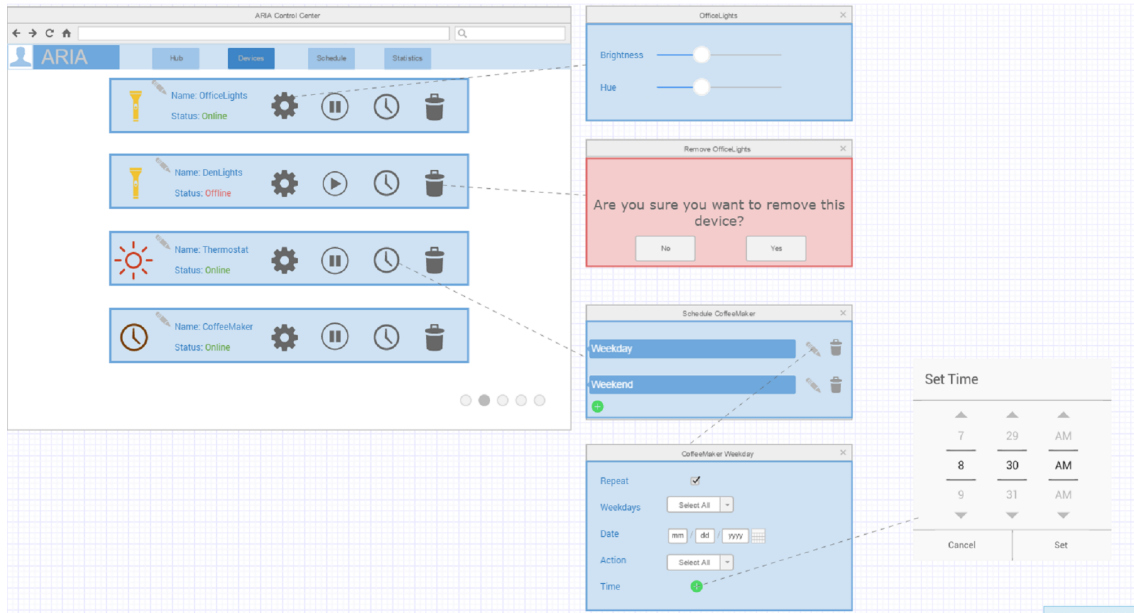 ARIA Control Center
ARIA
Hub
Devices
Schedule
Statistics
Name: OfficeLights
Status: Online
Name: DenLights
Status: Offline
Name: Thermostat
Status: Online
Name: CoffeeMaker
Status: Online
OfficeLights
Brightness
Hue
Remove OfficeLights
Are you sure you want to remove this
device?
No
Yes
Schedule CoffeeMaker
Weekday
Weekend
CoffeeMaker Weekday
Repeat
Weekdays Select All
Date mm / dd / yyyy
Action Select All
Time
Set Time
7 29 AM
8 30 AM
9 31 AM
Cancel Set